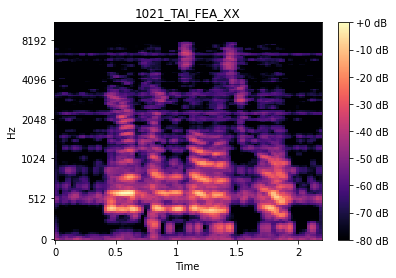 1021_TAI_FEA_XX
+0 dB
8192
-10 dB
4096
-20 dB
-30 dB
2048
Hz
-40 dB
1024
-50 dB
512
-60 dB
-70 dB
0
-80 dB
0 0.5 1 1.5 2
Time